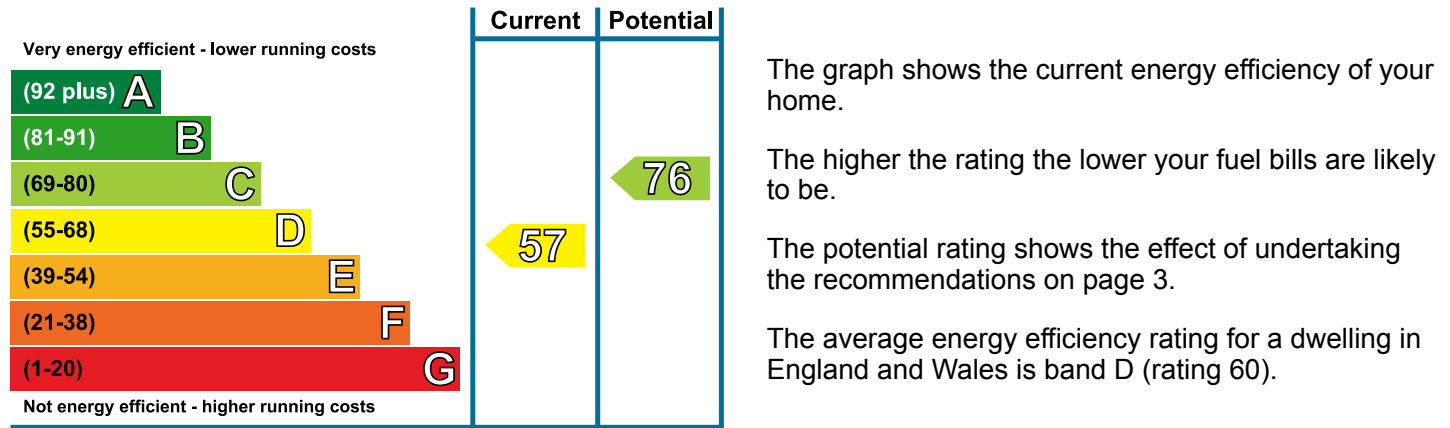 Current Potential
Very energy efficient - lower running costs
(92 plus) A
(81-91) B
(69-80) C
76
(55-68) D
57
(39-54) E
(21-38) F
(1-20) G
Not energy efficient - higher running costs
The graph shows the current energy efficiency of your
home.
The higher the rating the lower your fuel bills are likely
to be.
The potential rating shows the effect of undertaking
the recommendations on page 3.
The average energy efficiency rating for a dwelling in
England and Wales is band D (rating 60).